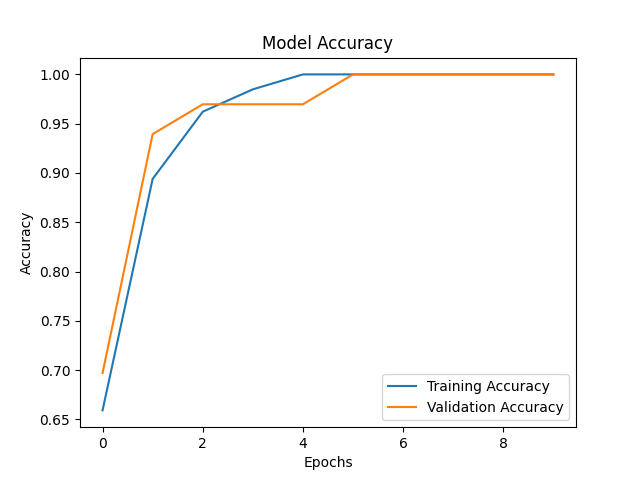 Model Accuracy
1.00
0.95
0.90
0.85
0.80
0.75
0.70
0.65
Accuracy
0 2 4 6 8
Epochs
Training Accuracy
Validation Accuracy